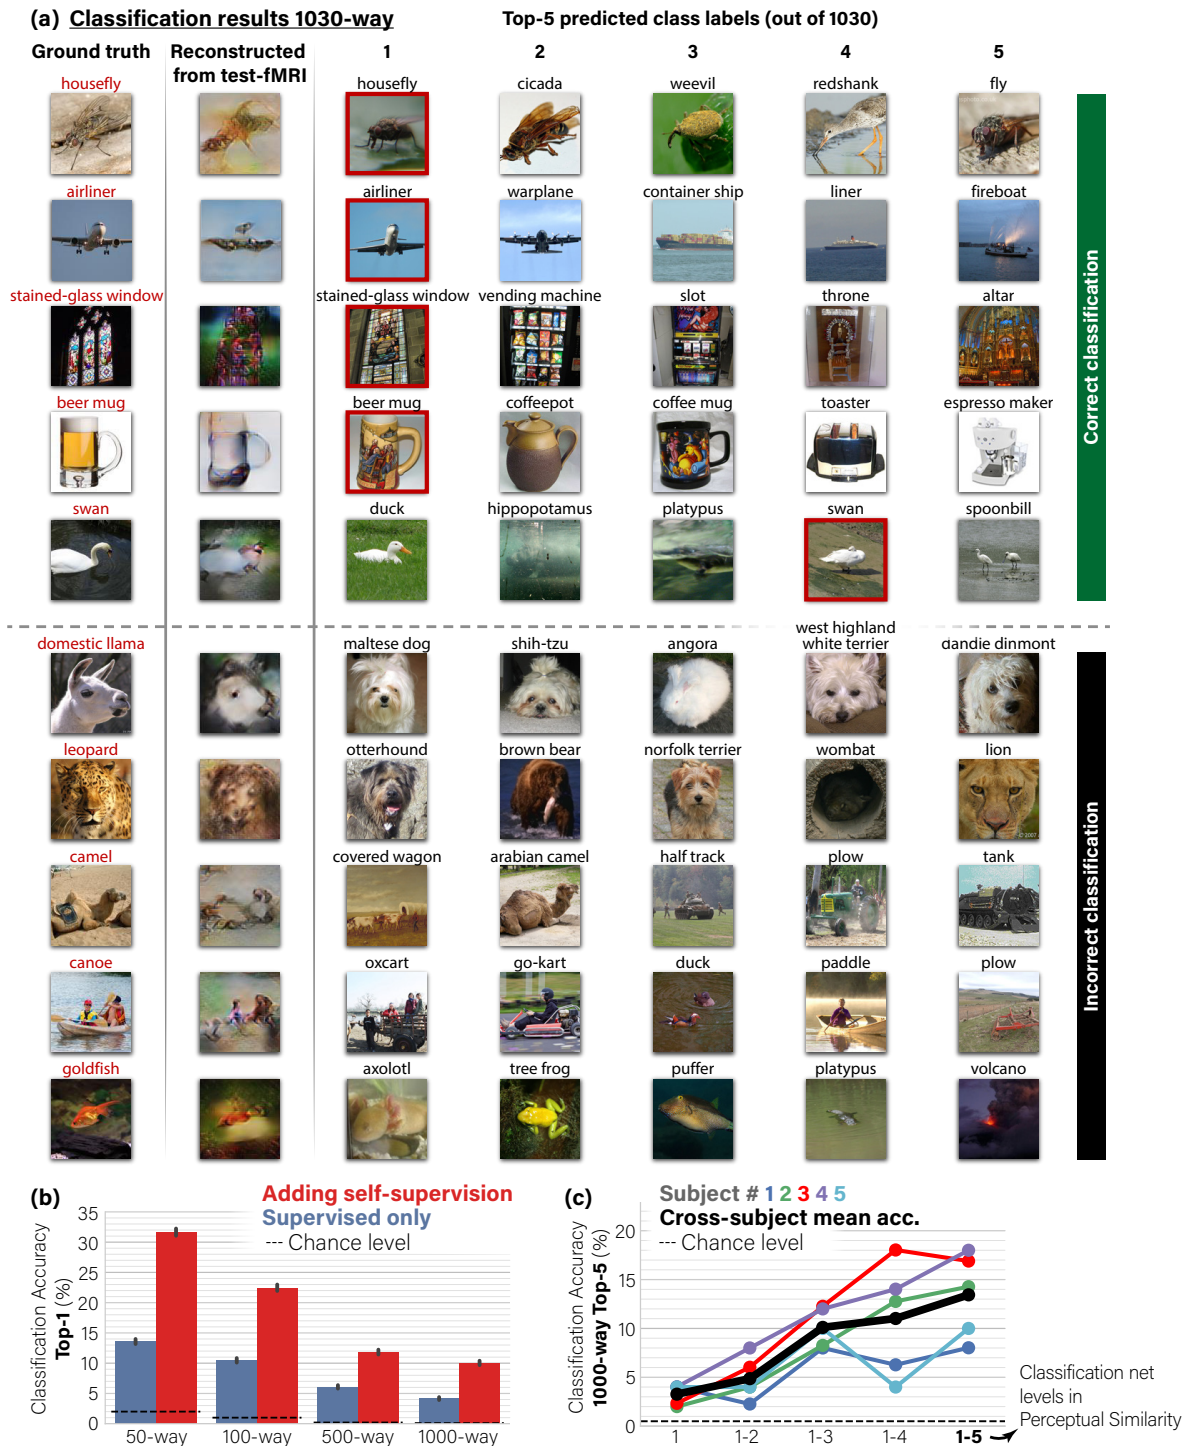 (a) Classification results 1030-way
Top-5 predicted class labels (out of 1030)
Ground truth
Reconstructed
from test-fMRI
1 2 3 4 5
housefly housefly cicada weevil redshank fly
airliner airliner warplane container ship liner fireboat
stained-glass window stained-glass window vending machine slot throne altar
beer mug beer mug coffeepot coffee mug toaster espresso maker
swan duck hippopotamus platypus swan spoonbill
Correct classification
west highland
domestic llama maltese dog shih-tzu angora white terrier dandie dinmont
leopard otterhound brown bear norfolk terrier wombat lion
camel covered wagon arabian camel half track plow tank
canoe oxcart go-kart duck paddle plow
goldfish axolotl tree frog puffer platypus volcano
Incorrect classification
(b)
Adding self-supervision
Supervised only
--- Chance level
Classification Accuracy
Top-1 (%)
35
30
25
20
15
10
5
0
50-way 100-way 500-way 1000-way
(c)
Subject # 1 2 3 4 5
Cross-subject mean acc.
--- Chance level
Classification Accuracy
1000-way Top-5 (%)
20
15
10
5
0
1 1-2 1-3 1-4 1-5
Classification net
levels in
Perceptual Similarity